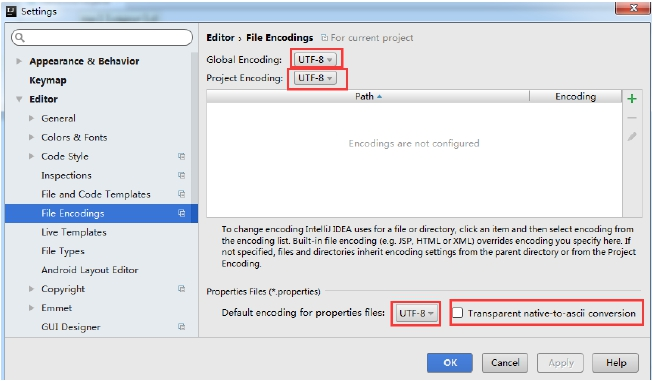 Settings
Appearance & Behavior
Keymap
Editor
General
Colors & Fonts
Code Style
Inspections
File and Code Templates
File Encodings
Live Templates
File Types
Android Layout Editor
Copyright
Emmet
GUI Designer
Editor › File Encodings For current project
Global Encoding: UTF-8
Project Encoding: UTF-8
Path Encoding
Encodings are not configured
To change encoding IntelliJ IDEA uses for a file or directory, click an item and then select encoding from
the encoding list. Built-in file encoding (e.g. JSP, HTML or XML) overrides encoding you specify here. If
not specified, files and directories inherit encoding settings from the parent directory or from the Project
Encoding.
Properties Files (*.properties)
Default encoding for properties files: UTF-8 Transparent native-to-ascii conversion
OK Cancel Apply Help